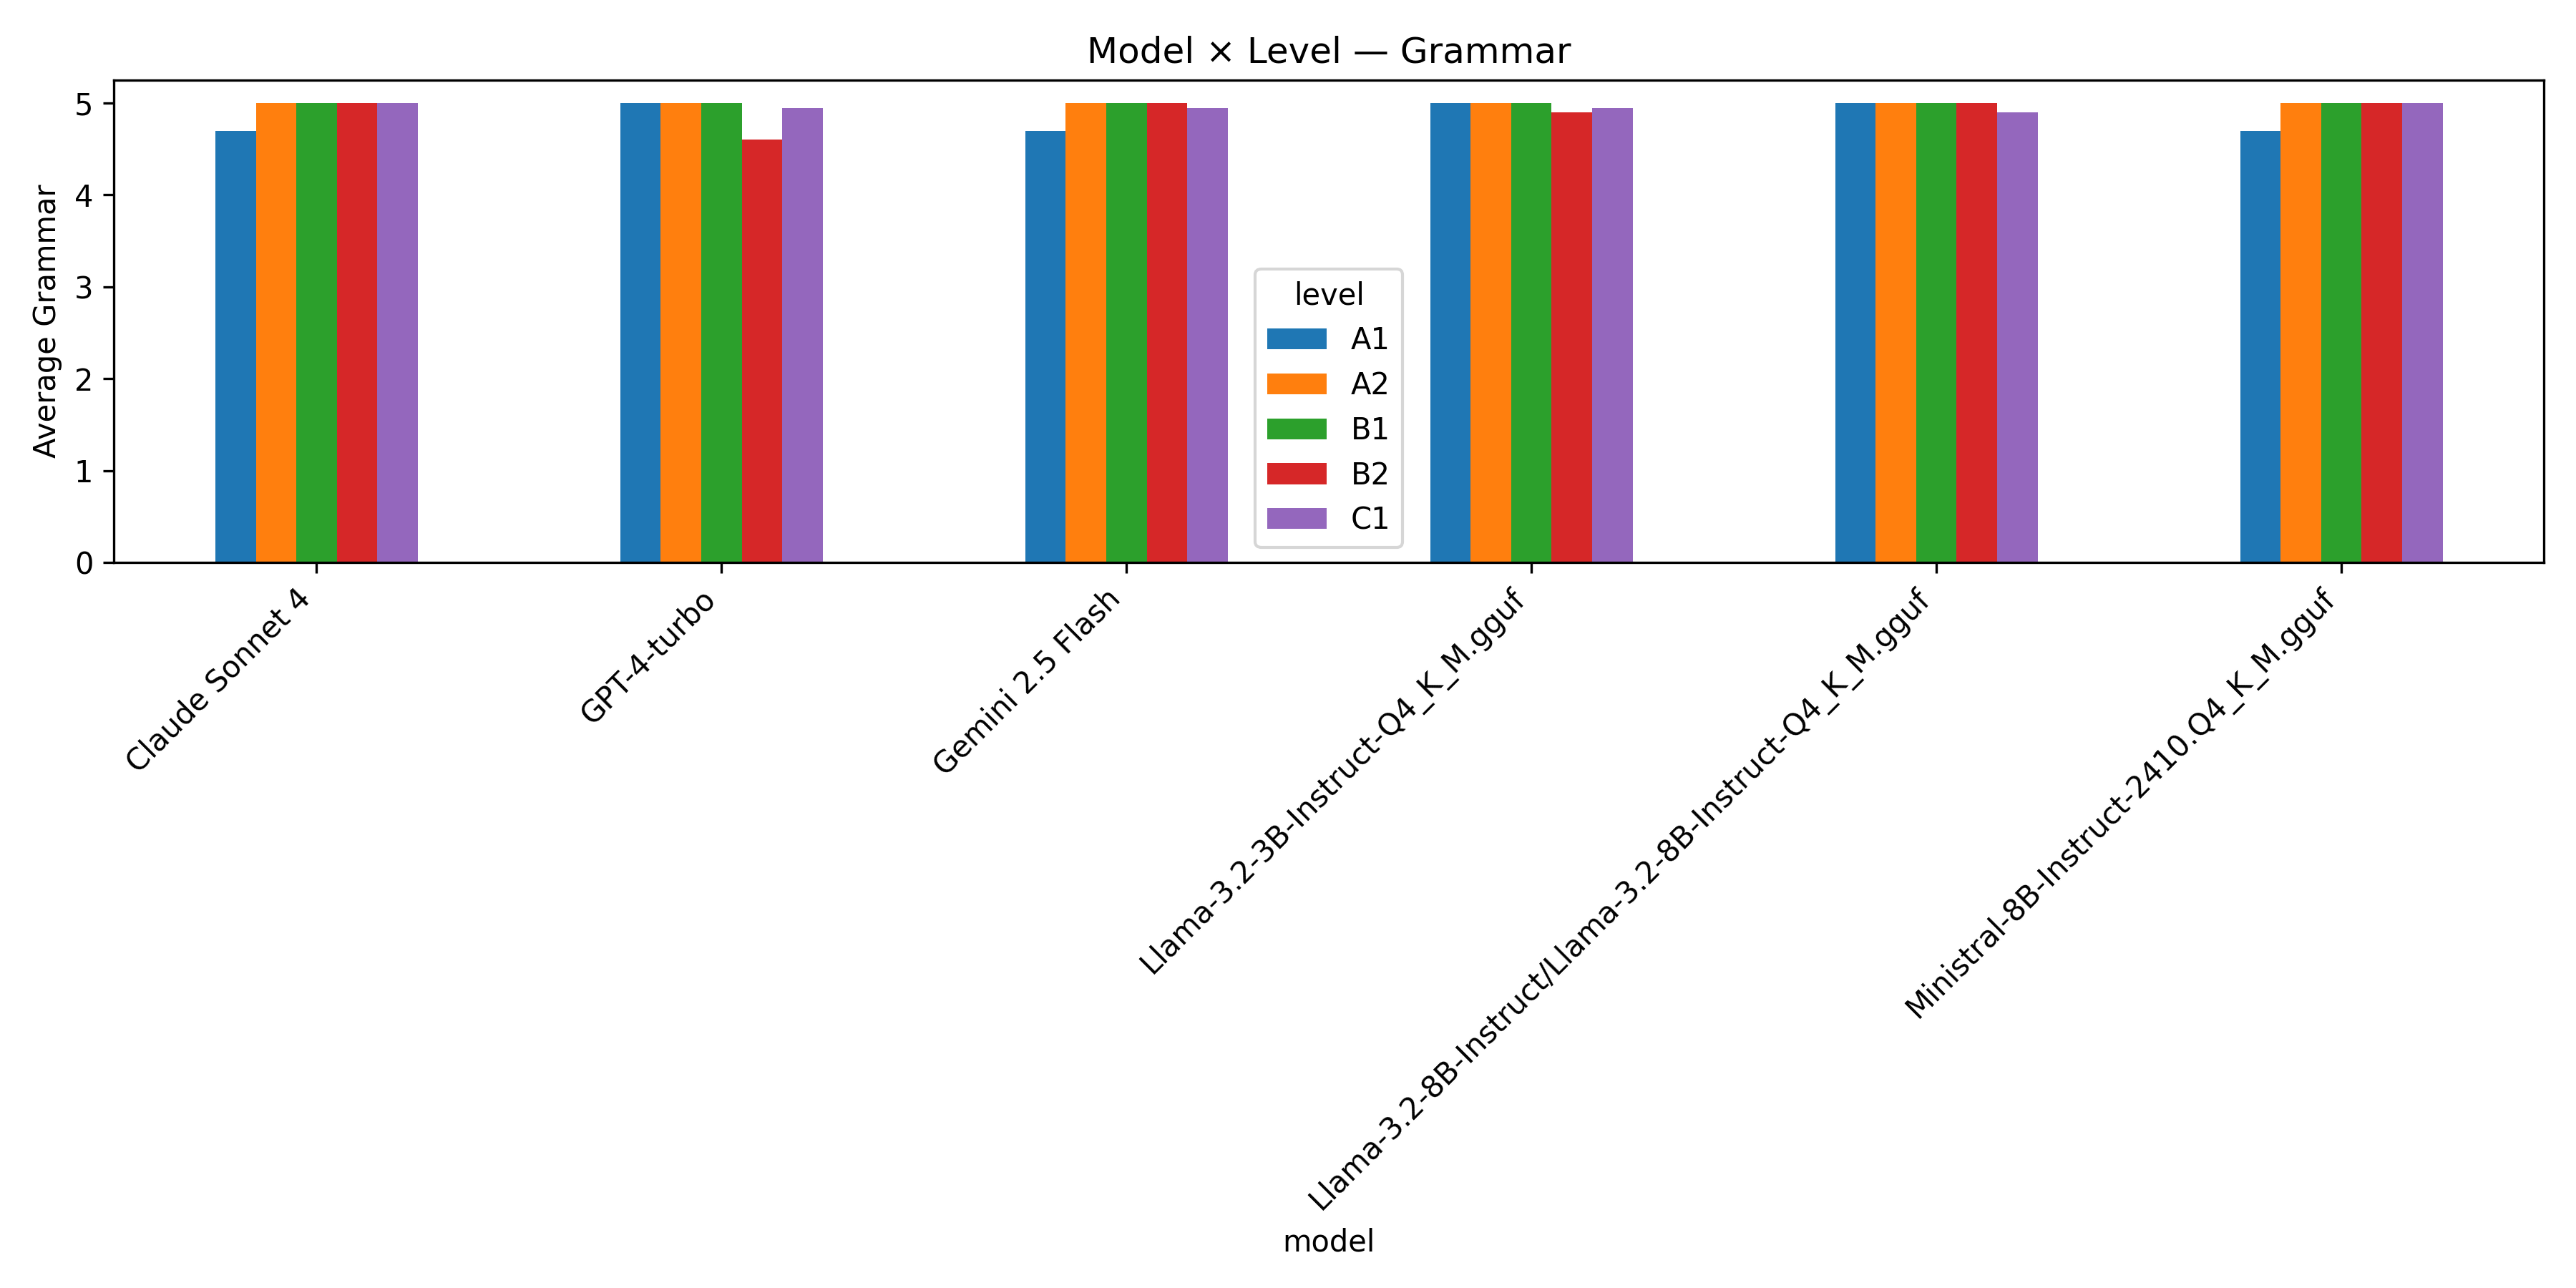 Model × Level — Grammar
Average Grammar
5
4
3
2
1
0
level
A1
A2
B1
B2
C1
Claude Sonnet 4
GPT-4-turbo
Gemini 2.5 Flash
Llama-3.2-3B-Instruct-Q4_K_M.gguf
Llama-3.2-8B-Instruct/Llama-3.2-8B-Instruct-Q4_K_M.gguf
Ministral-8B-Instruct-2410.Q4_K_M.gguf
model